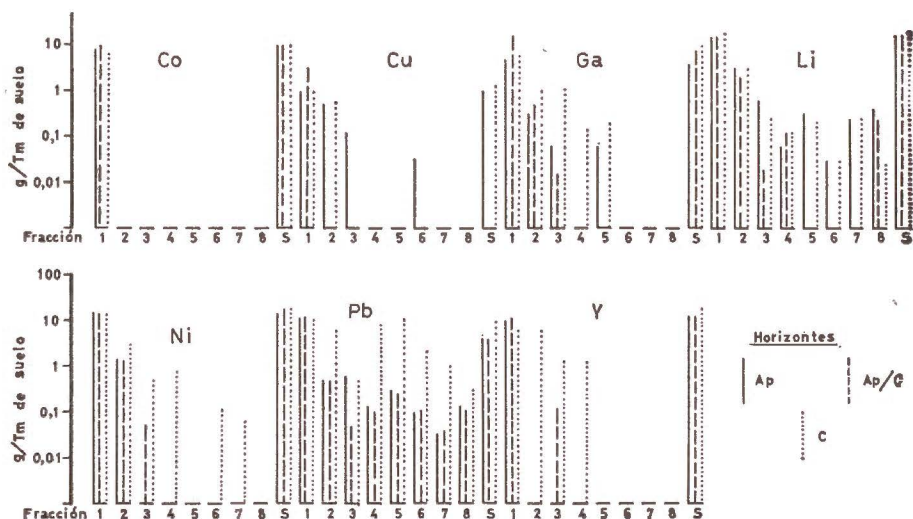 10
1
0,1
0,01
g/Tm de suelo
Co
Cu
Ga
Li
Fracción 1 2 3 4 5 6 7 8 S 1 2 3 4 5 6 7 8 S 1 2 3 4 5 6 7 8 S 1 2 3 4 5 6 7 8 S
100
10
1
0,1
0,01
g/Tm de suelo
Ni
Pb
Y
Horizontes
Ap
Ap/C
C
Fracción 1 2 3 4 5 6 7 8 S 1 2 3 4 5 6 7 8 S 1 2 3 4 5 6 7 8 S